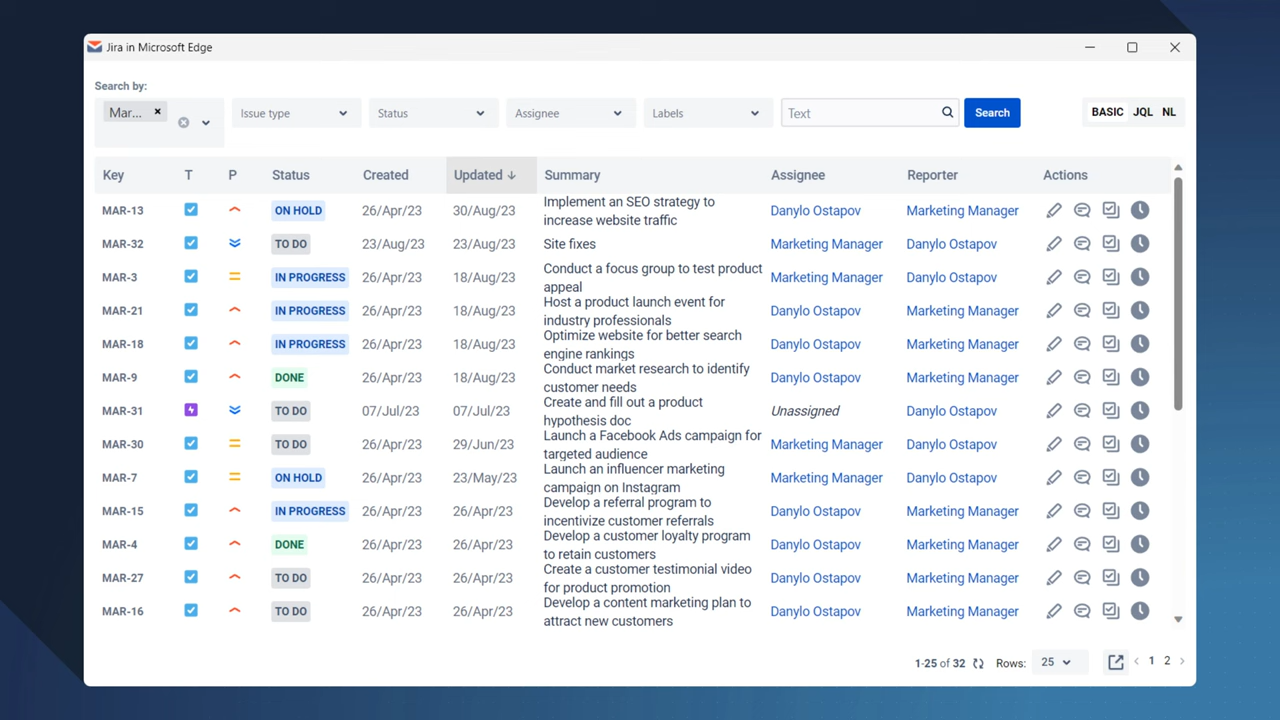 Jira in Microsoft Edge
Search by:
Mar...
Issue type
Status
Assignee
Labels
Text
Search
BASIC JQL NL
Key T P Status Created Updated Summary Assignee Reporter Actions
MAR-13 ON HOLD 26/Apr/23 30/Aug/23 Implement an SEO strategy to
increase website traffic Danylo Ostapov Marketing Manager
MAR-32 TO DO 23/Aug/23 23/Aug/23 Site fixes Marketing Manager Danylo Ostapov
MAR-3 IN PROGRESS 26/Apr/23 18/Aug/23 Conduct a focus group to test product
appeal Marketing Manager Danylo Ostapov
MAR-21 IN PROGRESS 26/Apr/23 18/Aug/23 Host a product launch event for
industry professionals Danylo Ostapov Marketing Manager
MAR-18 IN PROGRESS 26/Apr/23 18/Aug/23 Optimize website for better search
engine rankings Danylo Ostapov Marketing Manager
MAR-9 DONE 26/Apr/23 18/Aug/23 Conduct market research to identify
customer needs Danylo Ostapov Marketing Manager
MAR-31 TO DO 07/Jul/23 07/Jul/23 Create and fill out a product
hypothesis doc Unassigned Danylo Ostapov
MAR-30 TO DO 26/Apr/23 29/Jun/23 Launch a Facebook Ads campaign for
targeted audience Marketing Manager Danylo Ostapov
MAR-7 ON HOLD 26/Apr/23 23/May/23 Launch an influencer marketing
campaign on Instagram Marketing Manager Danylo Ostapov
MAR-15 IN PROGRESS 26/Apr/23 26/Apr/23 Develop a referral program to
incentivize customer referrals Danylo Ostapov Marketing Manager
MAR-4 DONE 26/Apr/23 26/Apr/23 Develop a customer loyalty program
to retain customers Danylo Ostapov Marketing Manager
MAR-27 TO DO 26/Apr/23 26/Apr/23 Create a customer testimonial video
for product promotion Danylo Ostapov Marketing Manager
MAR-16 TO DO 26/Apr/23 26/Apr/23 Develop a content marketing plan to
attract new customers Danylo Ostapov Marketing Manager
1-25 of 32 Rows: 25 1 2